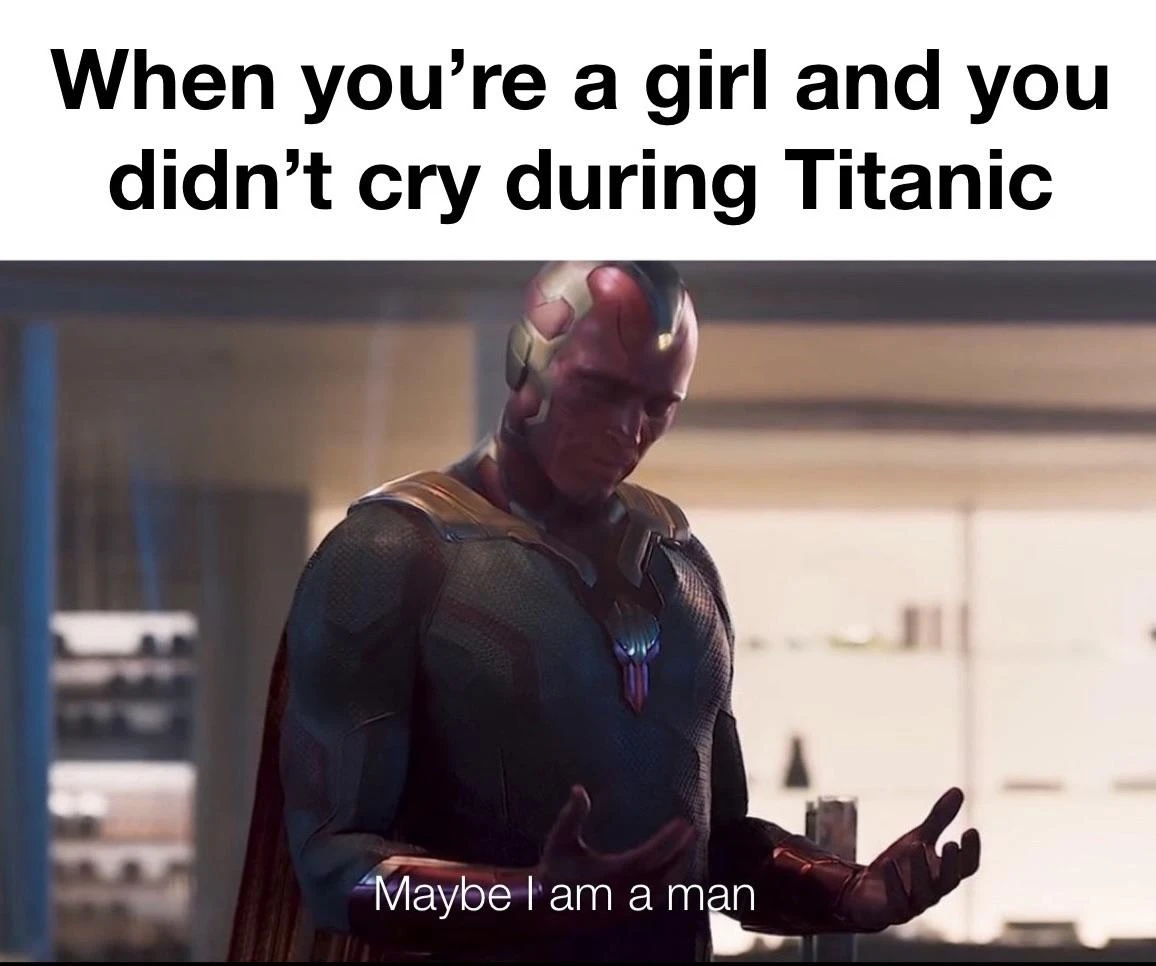 When you’re a girl and you
didn’t cry during Titanic
Maybe I am a man